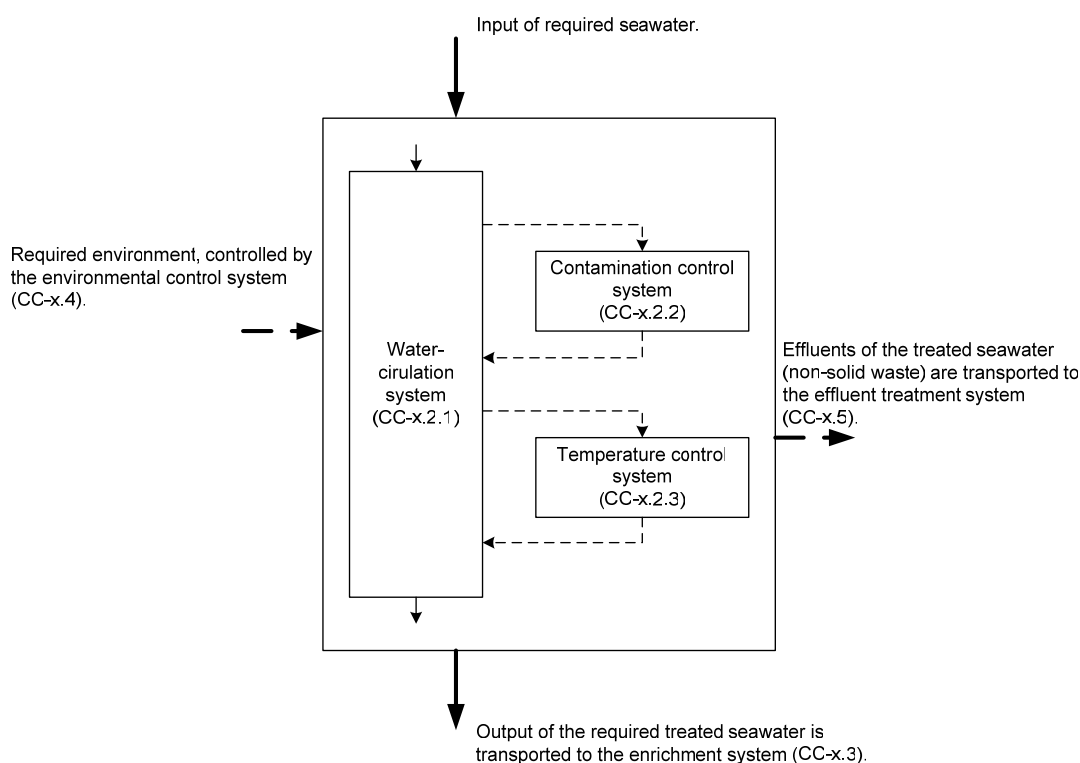 Input of required seawater.
Required environment, controlled by
the environmental control system
(CC-x.4).
Contamination control
system
(CC-x.2.2)
Water-
cirulation
system
(CC-x.2.1)
Effluents of the treated seawater
(non-solid waste) are transported to
the effluent treatment system
(CC-x.5).
Temperature control
system
(CC-x.2.3)
Output of the required treated seawater is
transported to the enrichment system (CC-x.3).